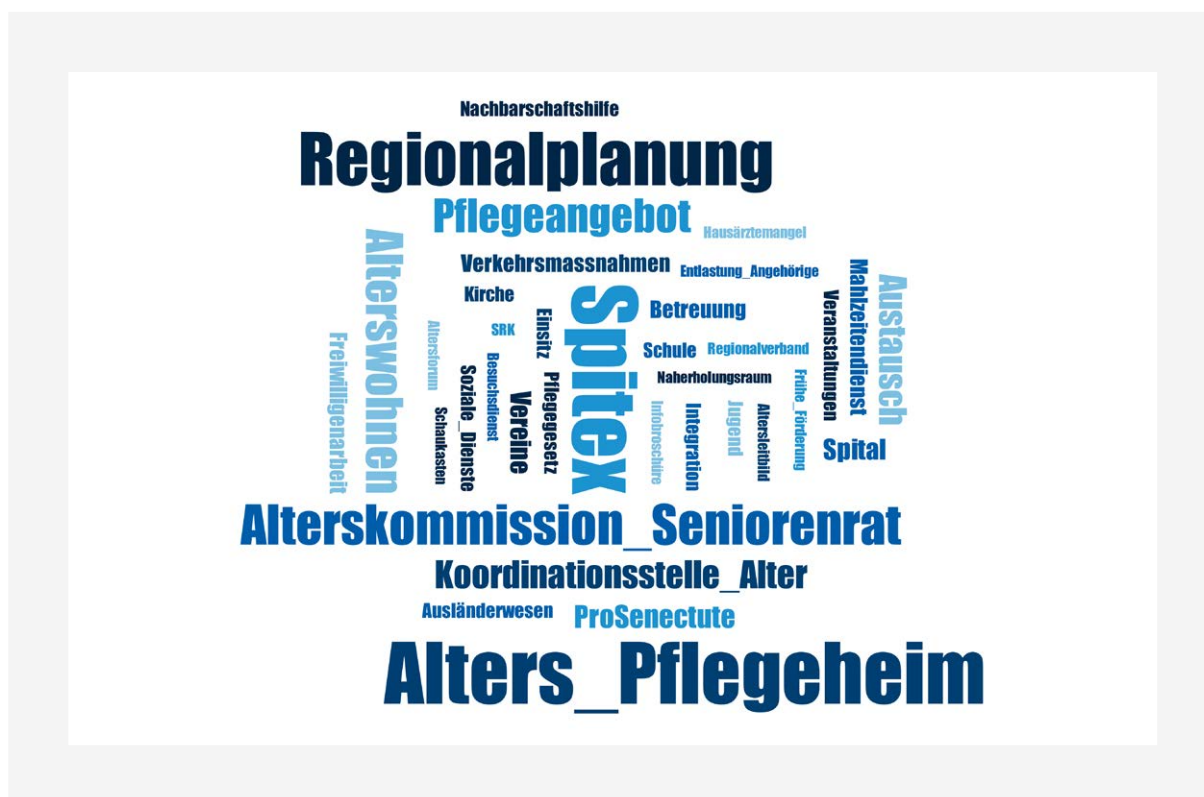 Nachbarschaftshilfe
Regionalplanung
Pflegeangebot
Hausärztemangel
Alterswohnen
Verkehrsmassnahmen
Entlastung_Angehörige
Mahlzeitendienst
Austausch
Kirche
Spitex
Betreuung
Veranstaltungen
Einsitz
SRK
Altersforum
Freiwilligenarbeit
Schule
Regionalverband
Besuchsdienst
Soziale_Dienste
Pflegegesetz
Naherholungsraum
Frühe_Förderung
Vereine
Schaukasten
Infobroschüre
Integration
Jugend
Altersleitbild
Spital
Alterskommission_Seniorenrat
Koordinationsstelle_Alter
Ausländerwesen
ProSenectute
Alters_Pflegeheim